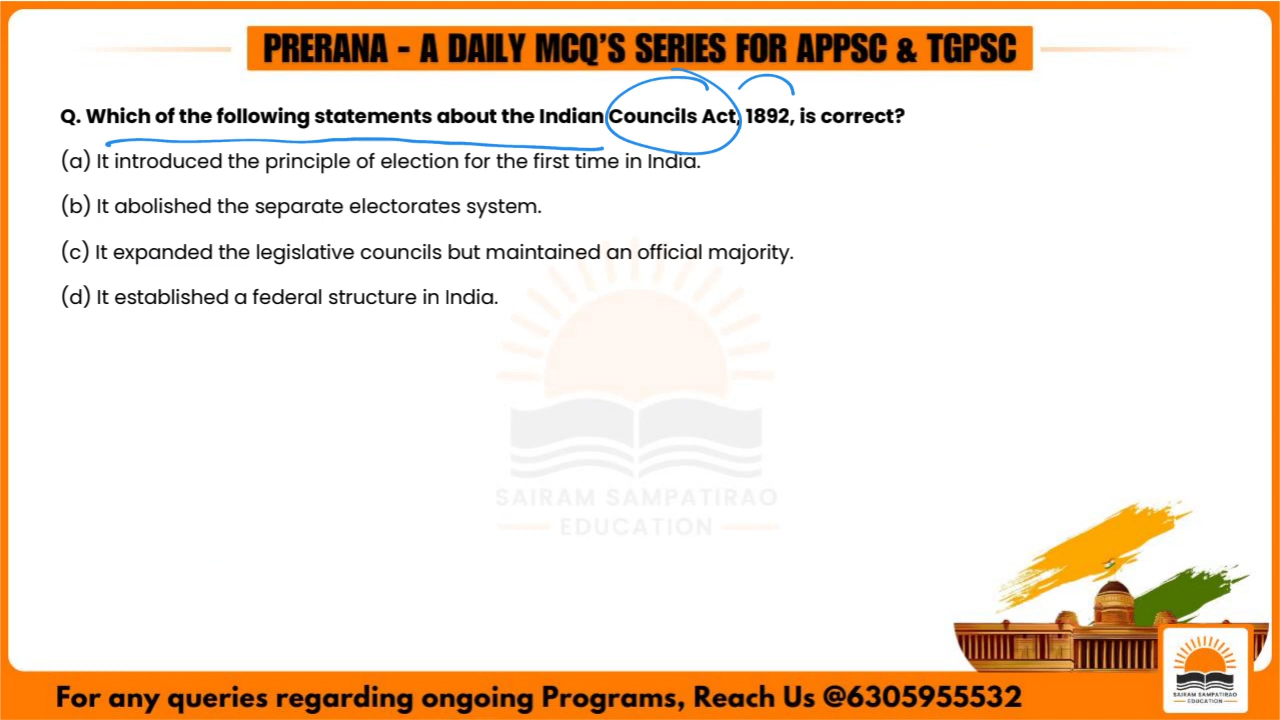 PRERANA - A DAILY MCQ'S SERIES FOR APPSC & TGPSC
Q. Which of the following statements about the Indian Councils Act, 1892, is correct?
(a) It introduced the principle of election for the first time in India.
(b) It abolished the separate electorates system.
(c) It expanded the legislative councils but maintained an official majority.
(d) It established a federal structure in India.
SAIRAM SAMPATIRAO
EDUCATION
SAIRAM SAMPATIRAO
EDUCATION
For any queries regarding ongoing Programs, Reach Us @6305955532